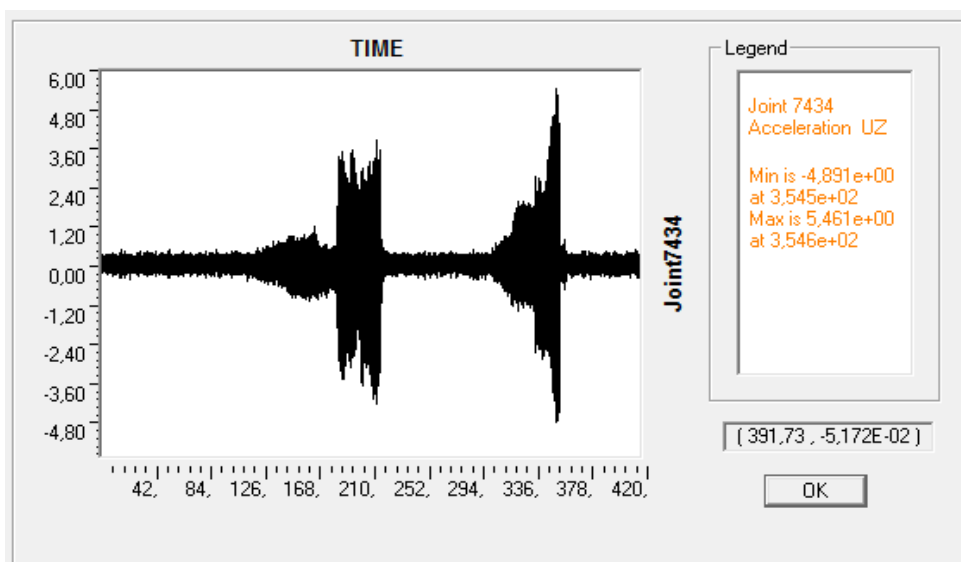 TIME
6,00
4,80
3,60
2,40
1,20
0,00
-1,20
-2,40
-3,60
-4,80
42, 84, 126, 168, 210, 252, 294, 336, 378, 420,
Joint7434
Legend
Joint 7434
Acceleration UZ
Min is -4,891e+00
at 3,545e+02
Max is 5,461e+00
at 3,546e+02
( 391,73 , -5,172E-02 )
OK